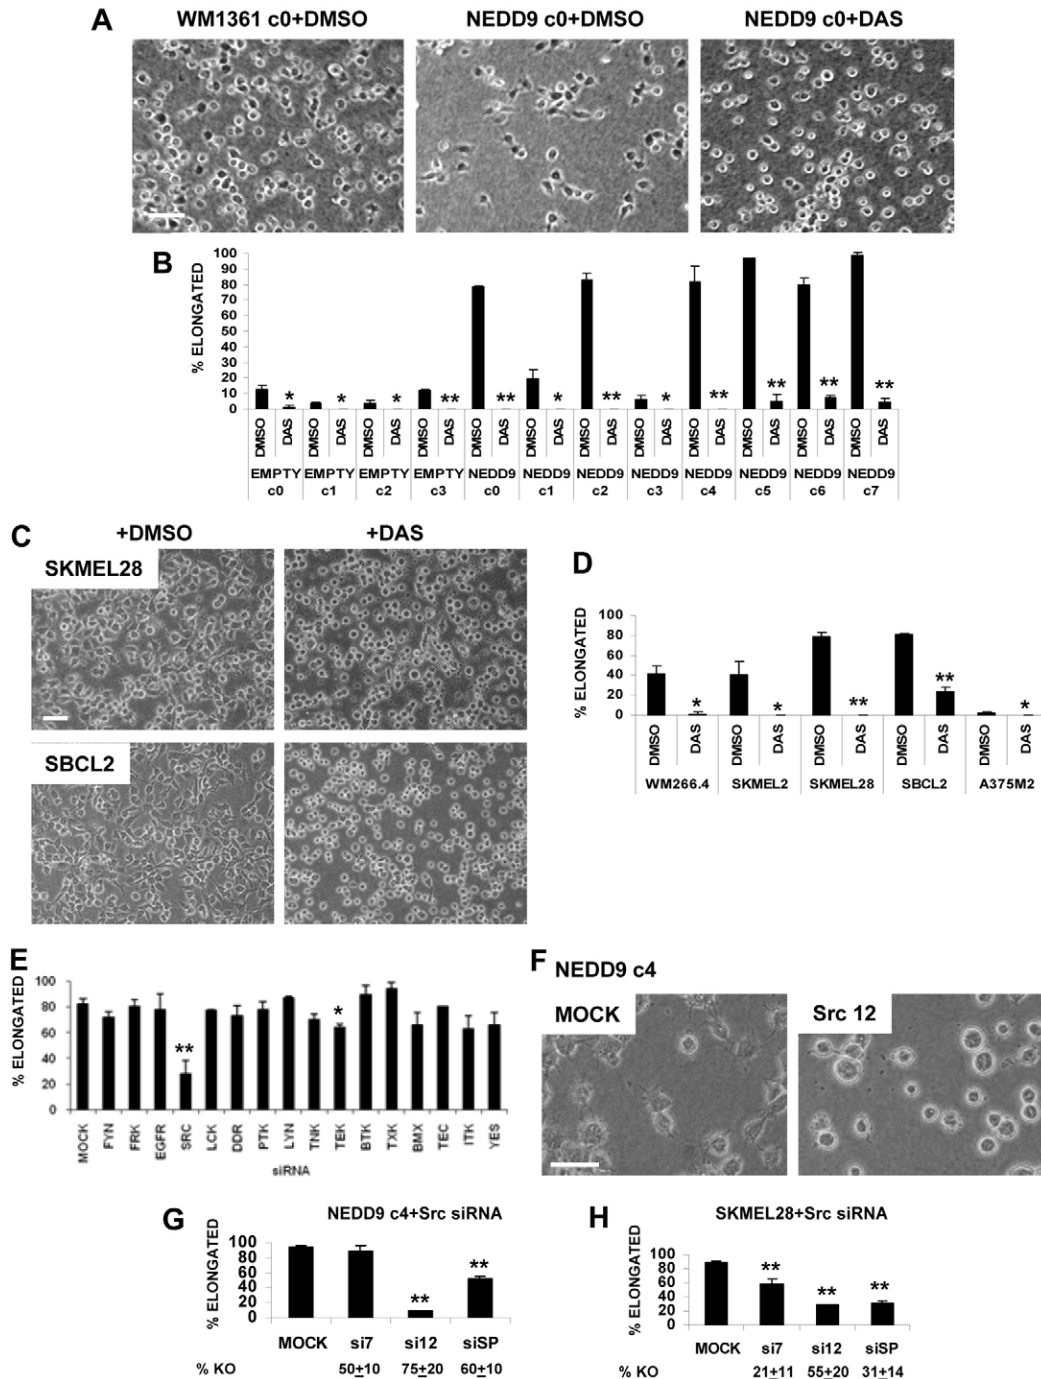 A
WM1361 c0+DMSO
NEDD9 c0+DMSO
NEDD9 c0+DAS
B
% ELONGATED
100
90
80
70
60
50
40
30
20
10
0
* * * ** ** * ** * ** ** ** **
DMSO DAS DMSO DAS DMSO DAS DMSO DAS DMSO DAS DMSO DAS DMSO DAS DMSO DAS DMSO DAS DMSO DAS DMSO DAS DMSO DAS
EMPTY EMPTY EMPTY EMPTY NEDD9 NEDD9 NEDD9 NEDD9 NEDD9 NEDD9 NEDD9 NEDD9
c0 c1 c2 c3 c0 c1 c2 c3 c4 c5 c6 c7
C
+DMSO
+DAS
SKMEL28
SBCL2
D
% ELONGATED
100
80
60
40
20
0
* * ** ** *
DMSO DAS DMSO DAS DMSO DAS DMSO DAS DMSO DAS
WM266.4 SKMEL2 SKMEL28 SBCL2 A375M2
E
% ELONGATED
100
80
60
40
20
0
** *
MOCK FYN FRK EGFR SRC LCK DDR PTK LYN TNK TEK BTK TXK BMX TEC ITK YES
siRNA
F
NEDD9 c4
MOCK
Src 12
G
NEDD9 c4+Src siRNA
% ELONGATED
100
80
60
40
20
0
** **
MOCK si7 si12 siSP
% KO 50±10 75±20 60±10
H
SKMEL28+Src siRNA
% ELONGATED
100
80
60
40
20
0
** ** **
MOCK si7 si12 siSP
% KO 21±11 55±20 31±14